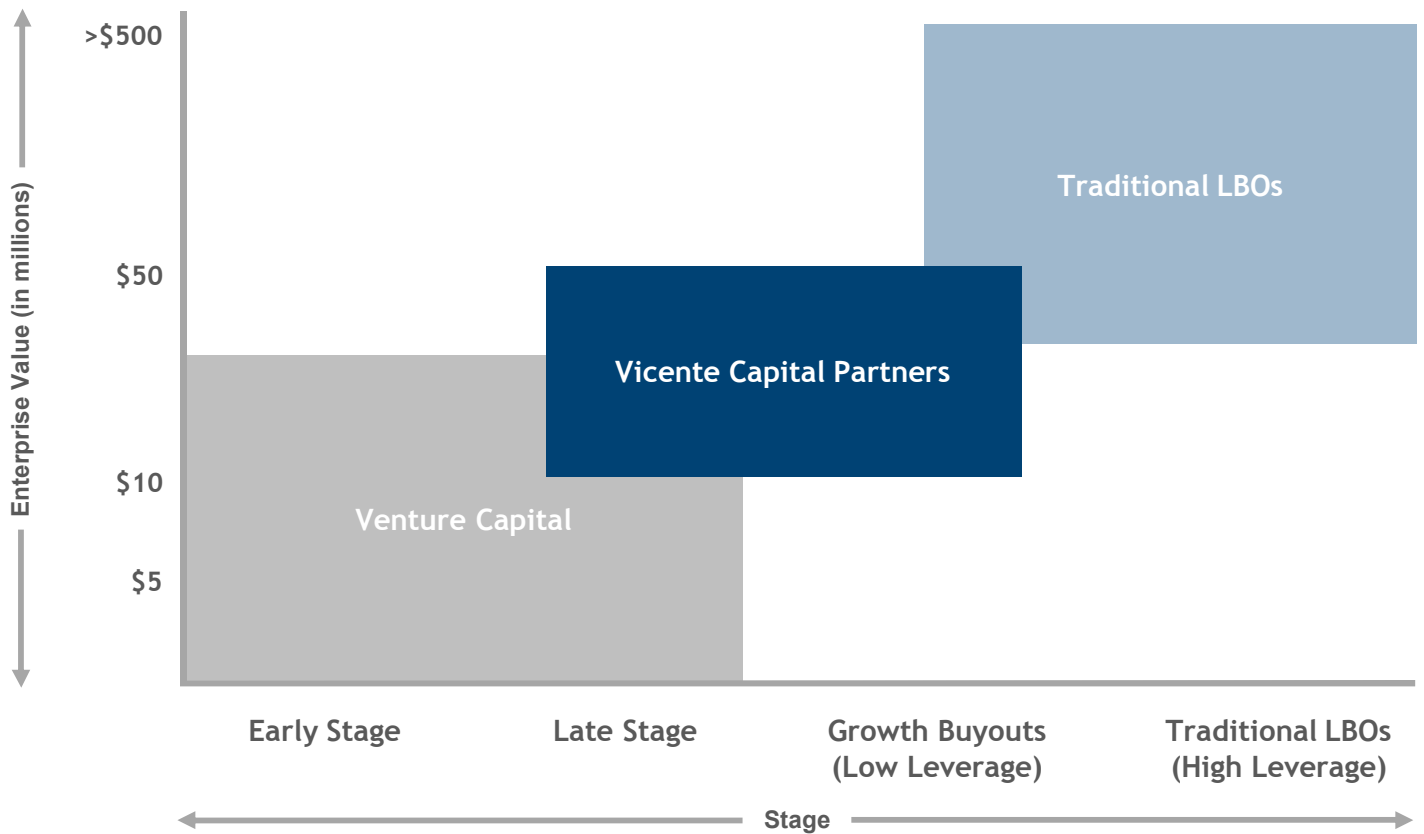 >$500
Traditional LBOs
Enterprise Value (in millions)
$50
Vicente Capital Partners
$10
Venture Capital
$5
Early Stage
Late Stage
Growth Buyouts
(Low Leverage)
Traditional LBOs
(High Leverage)
Stage